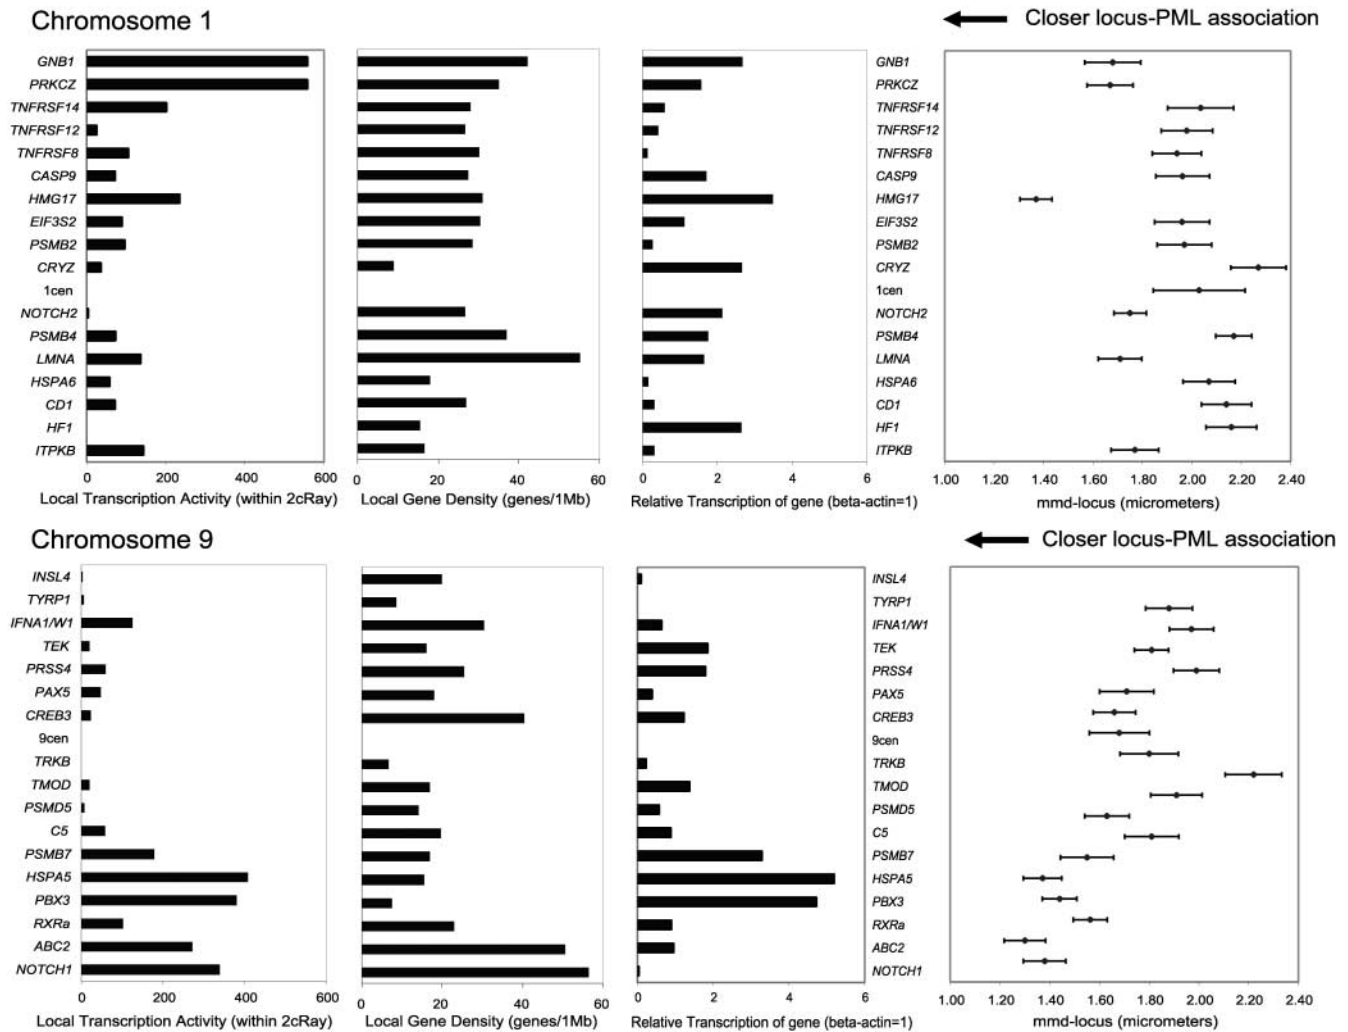 Chromosome 1
Closer locus-PML association
GNB1 GNB1
PRKCZ PRKCZ
TNFRSF14 TNFRSF14
TNFRSF12 TNFRSF12
TNFRSF8 TNFRSF8
CASP9 CASP9
HMG17 HMG17
EIF3S2 EIF3S2
PSMB2 PSMB2
CRYZ CRYZ
1cen 1cen
NOTCH2 NOTCH2
PSMB4 PSMB4
LMNA LMNA
HSPA6 HSPA6
CD1 CD1
HF1 HF1
ITPKB ITPKB
0 200 400 600 0 20 40 60 0 2 4 6 1.00 1.20 1.40 1.60 1.80 2.00 2.20 2.40
Local Transcription Activity (within 2cRay) Local Gene Density (genes/1Mb) Relative Transcription of gene (beta-actin=1) mmd-locus (micrometers)
Chromosome 9
Closer locus-PML association
INSL4 INSL4
TYRP1 TYRP1
IFNA1/W1 IFNA1/W1
TEK TEK
PRSS4 PRSS4
PAX5 PAX5
CREB3 CREB3
9cen 9cen
TRKB TRKB
TMOD TMOD
PSMD5 PSMD5
C5 C5
PSMB7 PSMB7
HSPA5 HSPA5
PBX3 PBX3
RXRa RXRa
ABC2 ABC2
NOTCH1 NOTCH1
0 200 400 600 0 20 40 60 0 2 4 6 1.00 1.20 1.40 1.60 1.80 2.00 2.20 2.40
Local Transcription Activity (within 2cRay) Local Gene Density (genes/1Mb) Relative Transcription of gene (beta-actin=1) mmd-locus (micrometers)